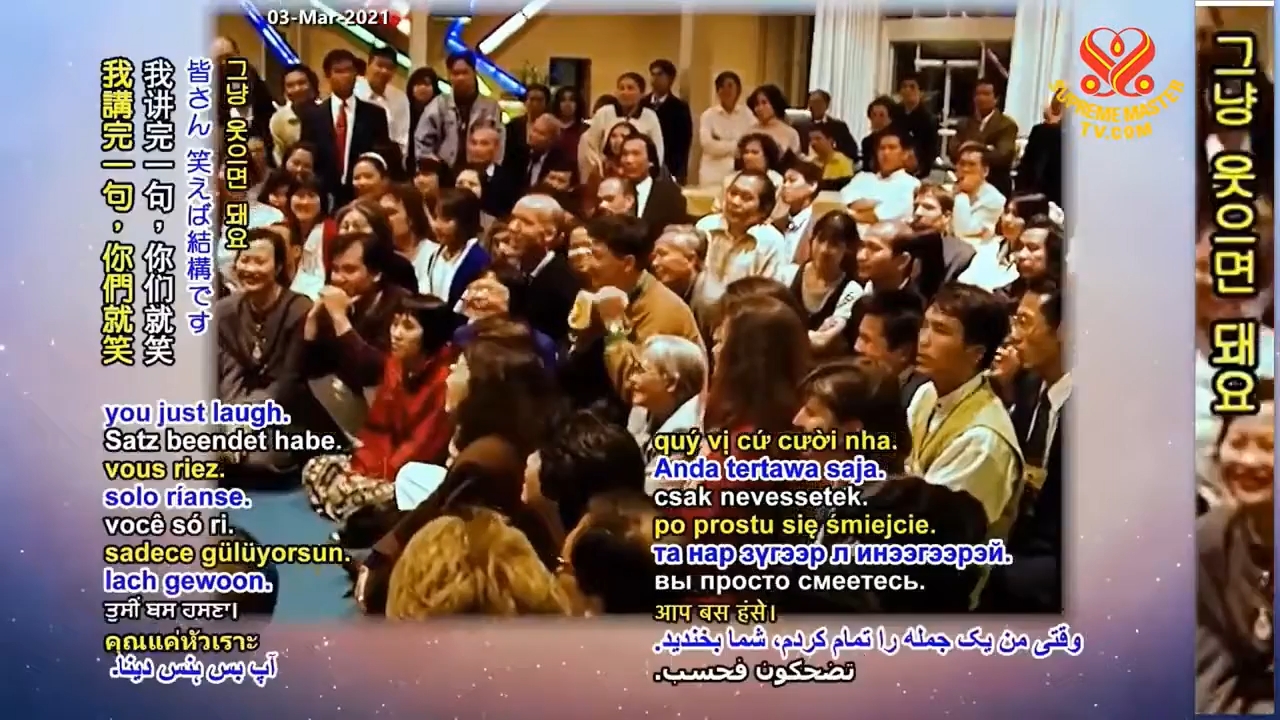 03-Mar-2021
SUPREME MASTER
TV.COM
我講完一句，你們就笑
我讲完一句，你们就笑
皆さん 笑えば結構です
그냥 웃으면 돼요
you just laugh.
Satz beendet habe.
vous riez.
solo ríanse.
você só ri.
sadece gülüyorsun.
lach gewoon.
ਤੁਸੀਂ ਬਸ ਹਸਣਾ।
คุณแค่หัวเราะ
آپ بس ہنس دینا.
quý vị cứ cười nha.
Anda tertawa saja.
csak nevessetek.
po prostu się śmiejcie.
та нар зүгээр л инээгээрэй.
вы просто смеетесь.
आप बस हंसे।
وقتی من یک جمله را تمام کردم، شما بخندید.
تضحكون فحسب.
그냥 웃으면 돼요